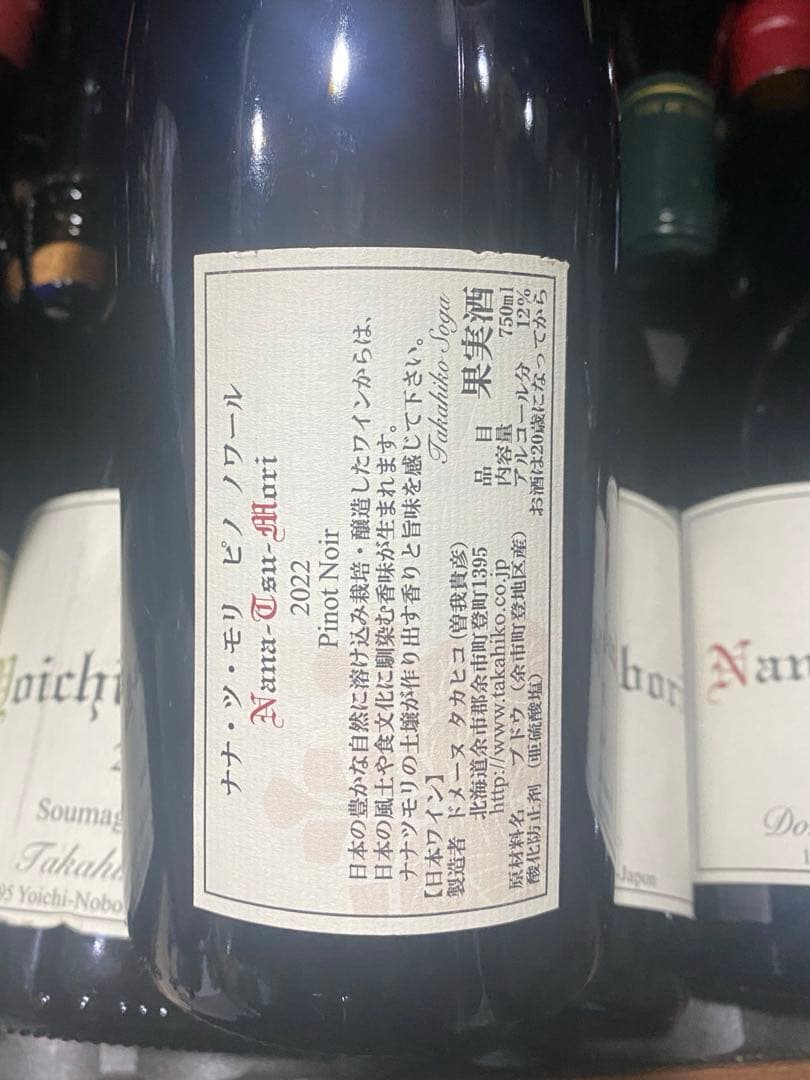 ナナ・ツ・モリ ピノ ノワール
Nana-Tsu-Mori
2022
Pinot Noir
日本の豊かな自然に溶け込み栽培・醸造したワインからは、
日本の風土や食文化に馴染む香味が生まれます。
ナナツモリの土壌が作り出す香りと旨味を感じて下さい。
Takahiko Soga
【日本ワイン】
製造者 ドメーヌ タカヒコ(曽我貴彦)
北海道余市郡余市町登町1395
http://www.takahiko.co.jp
原材料名 ブドウ(余市町登地区産)
酸化防止剤(亜硫酸塩)
品目 果実酒
内容量 750ml
アルコール分 12%
お酒は20歳になってから
Yoichi
Soumag
Takahi
95 Yoichi-Nobo
bori
Japon
Nan
Do